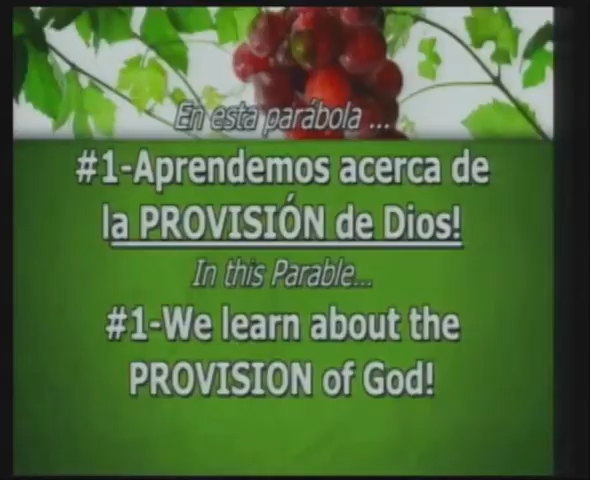 En esta parábola ...
#1-Aprendemos acerca de
la PROVISIÓN de Dios!
In this Parable...
#1-We learn about the
PROVISION of God!